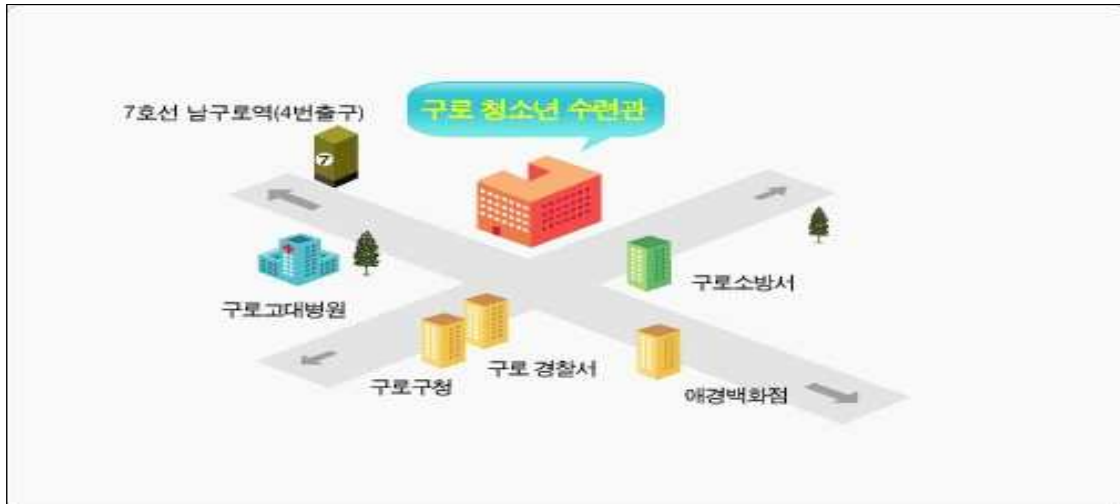 구로 청소년 수련관
7호선 남구로역(4번출구)
7
구로소방서
구로고대병원
구로 경찰서
구로구청
애경백화점